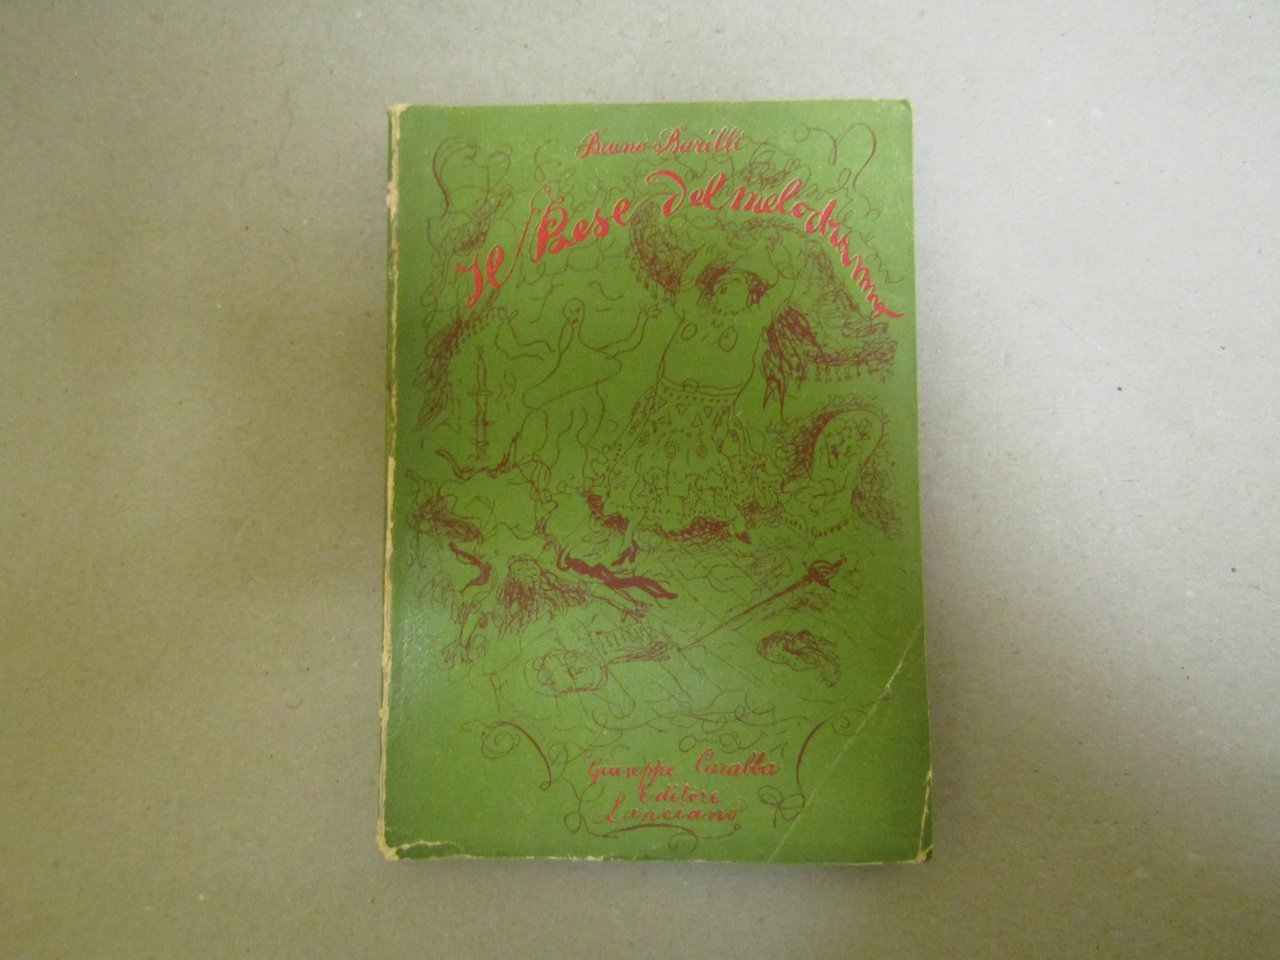 Bruno Barilli
Il Paese del melodramma
Giuseppe Carabba
Editore
Lanciano